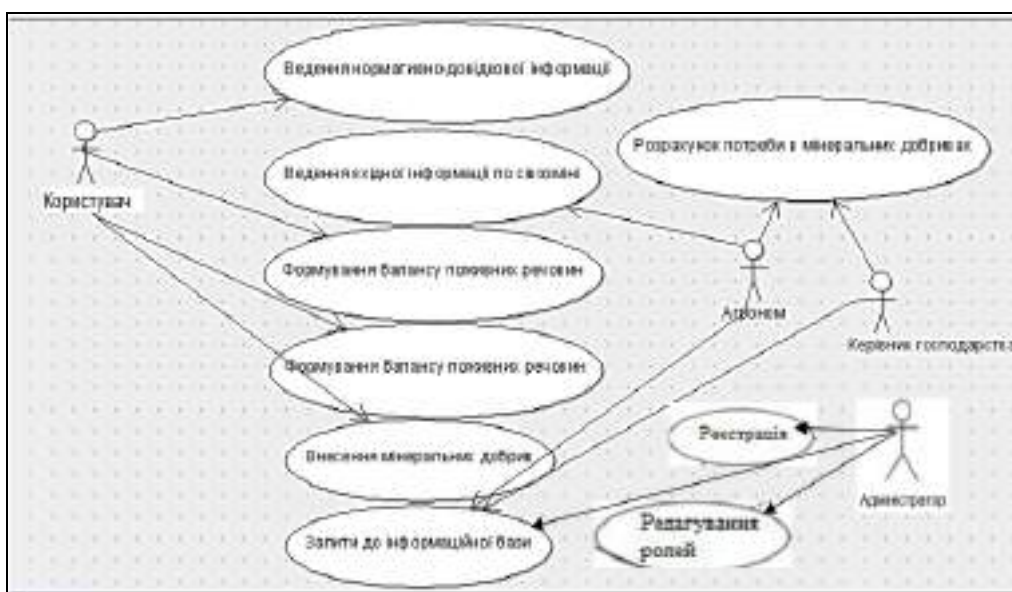 Ведення нормативно-довідкової інформації
Розрахунок потреби в мінеральних добривах
Ведення вхідної інформації по сівозміні
Користувач
Формування балансу поживних речовин
Агроном
Керівник господарства
Формування балансу поживних речовин
Реєстрація
Внесення мінеральних добрив
Адміністратор
Запити до інформаційної бази
Редагування
ролей